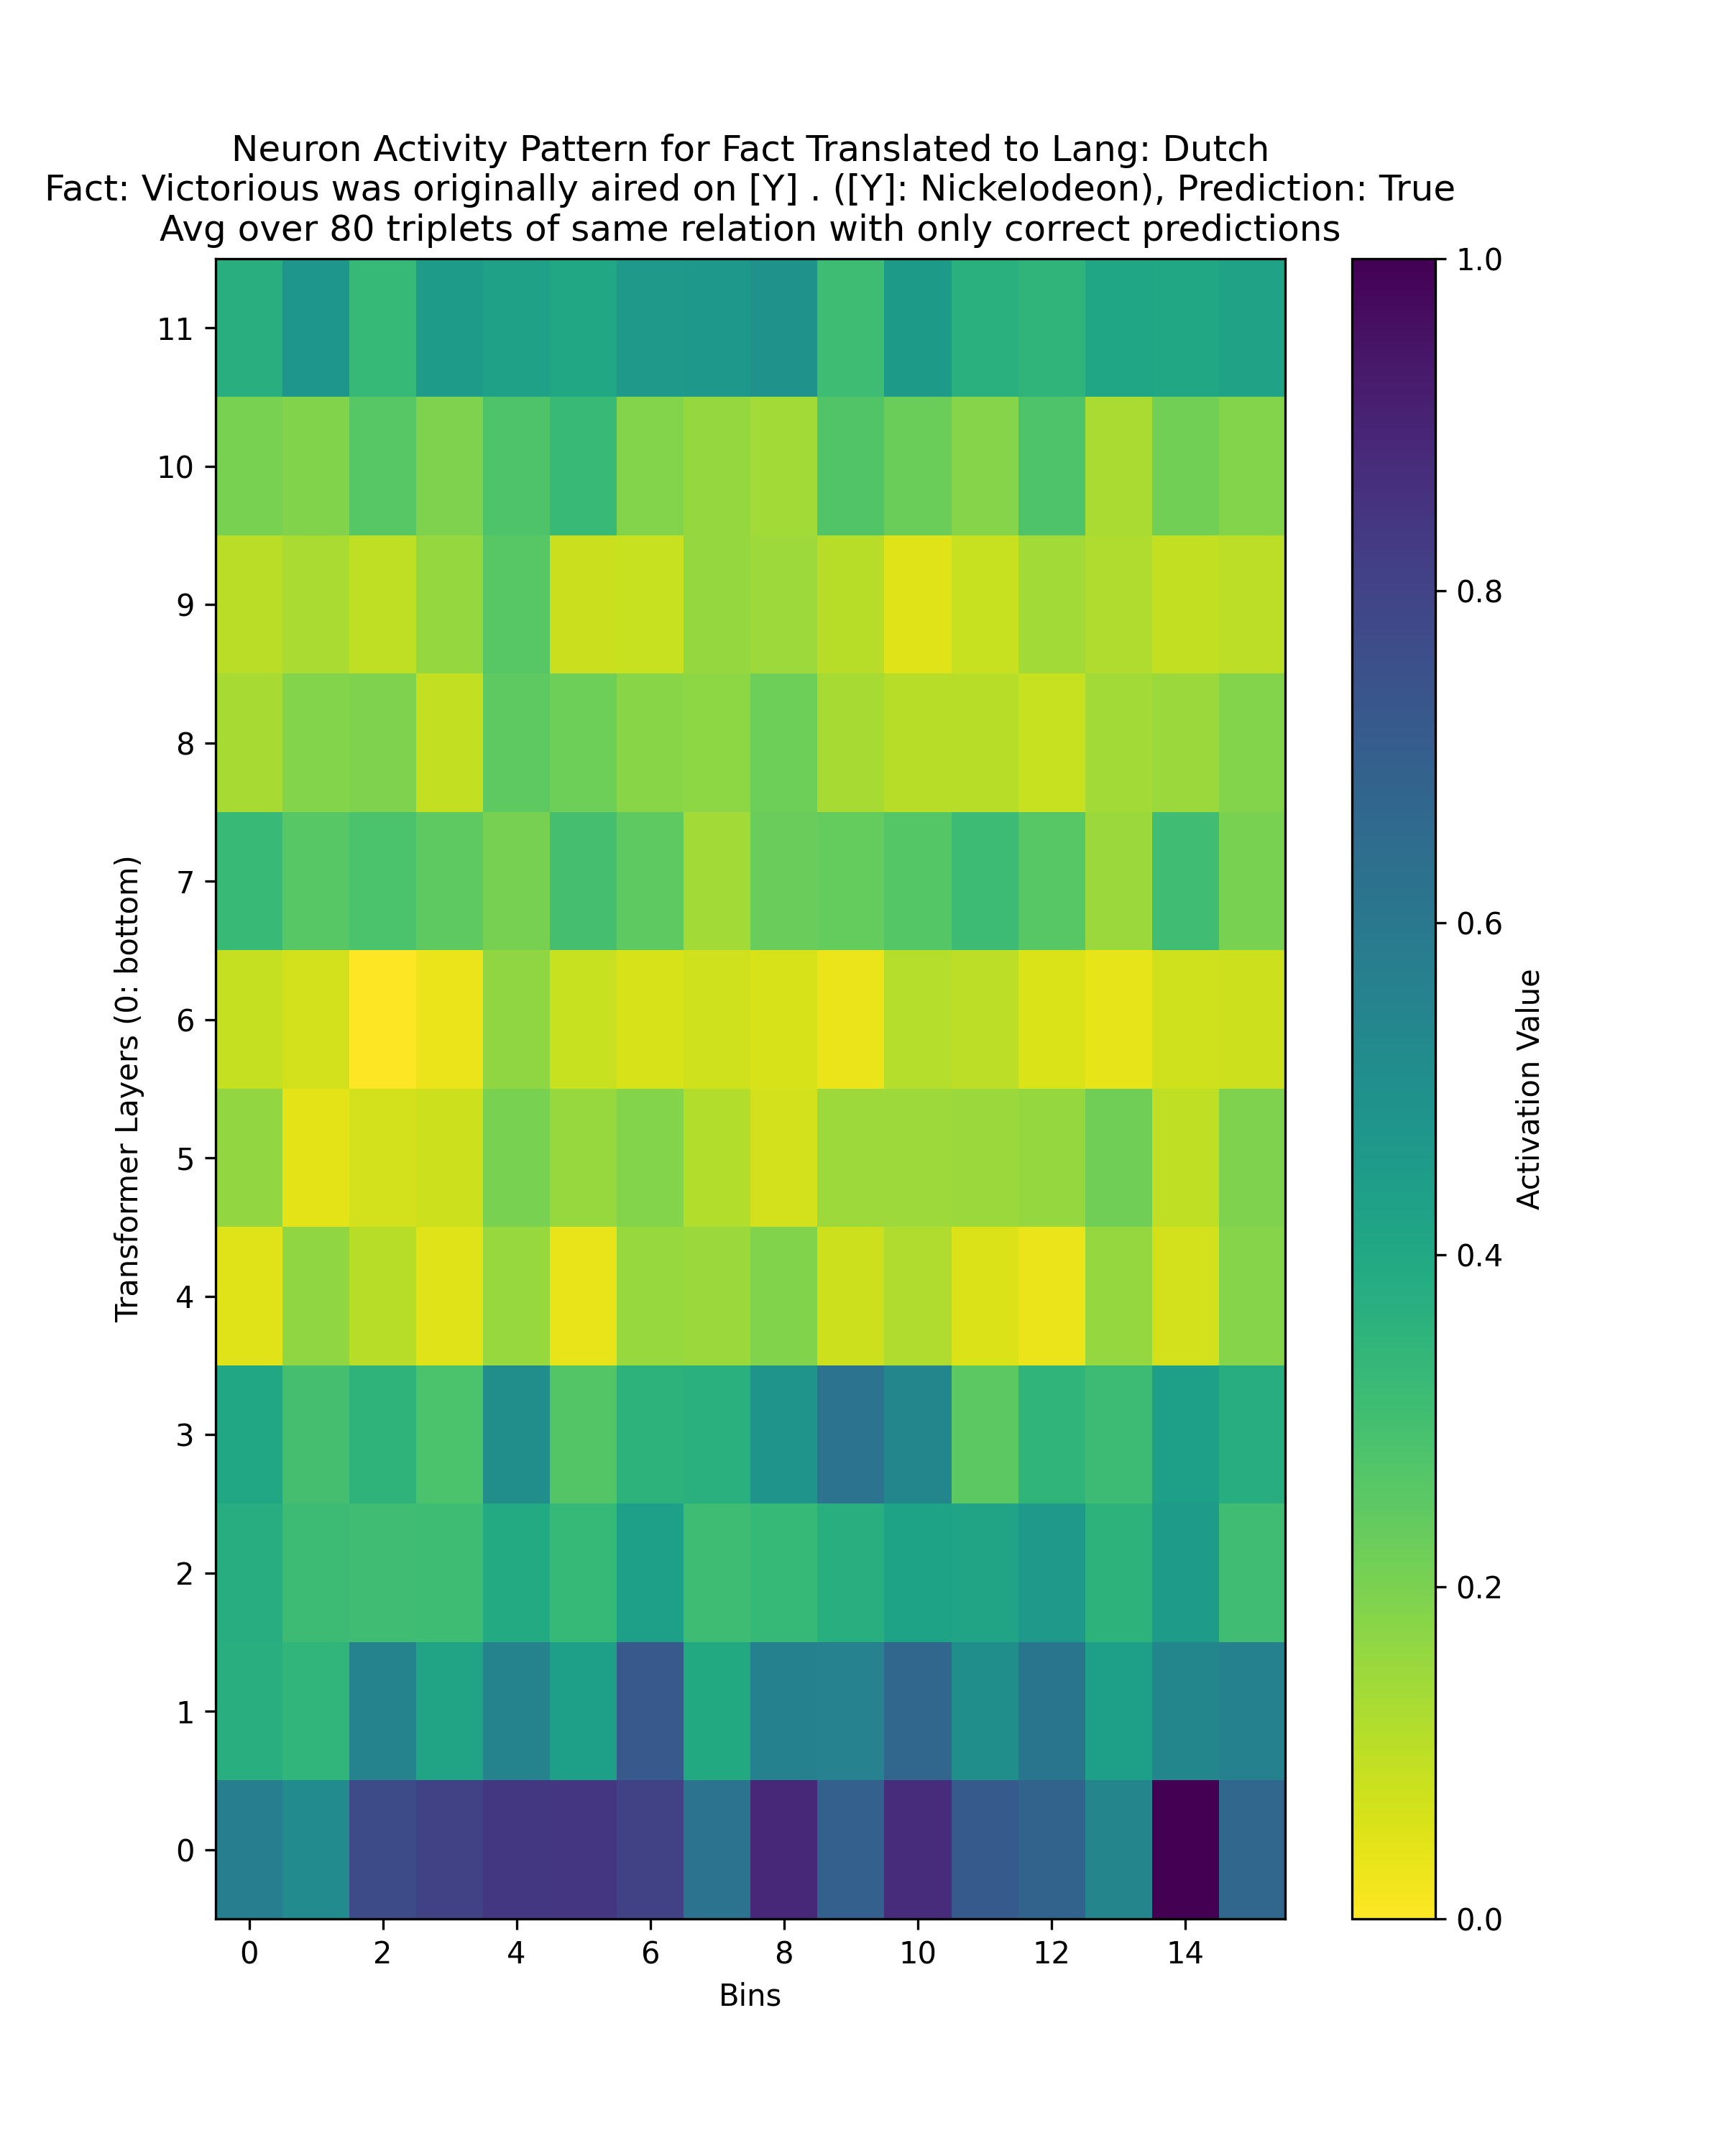 Neuron Activity Pattern for Fact Translated to Lang: Dutch
Fact: Victorious was originally aired on [Y] . ([Y]: Nickelodeon), Prediction: True
Avg over 80 triplets of same relation with only correct predictions
Transformer Layers (0: bottom)
11
10
9
8
7
6
5
4
3
2
1
0
0 2 4 6 8 10 12 14
Bins
1.0
0.8
0.6
0.4
0.2
0.0
Activation Value